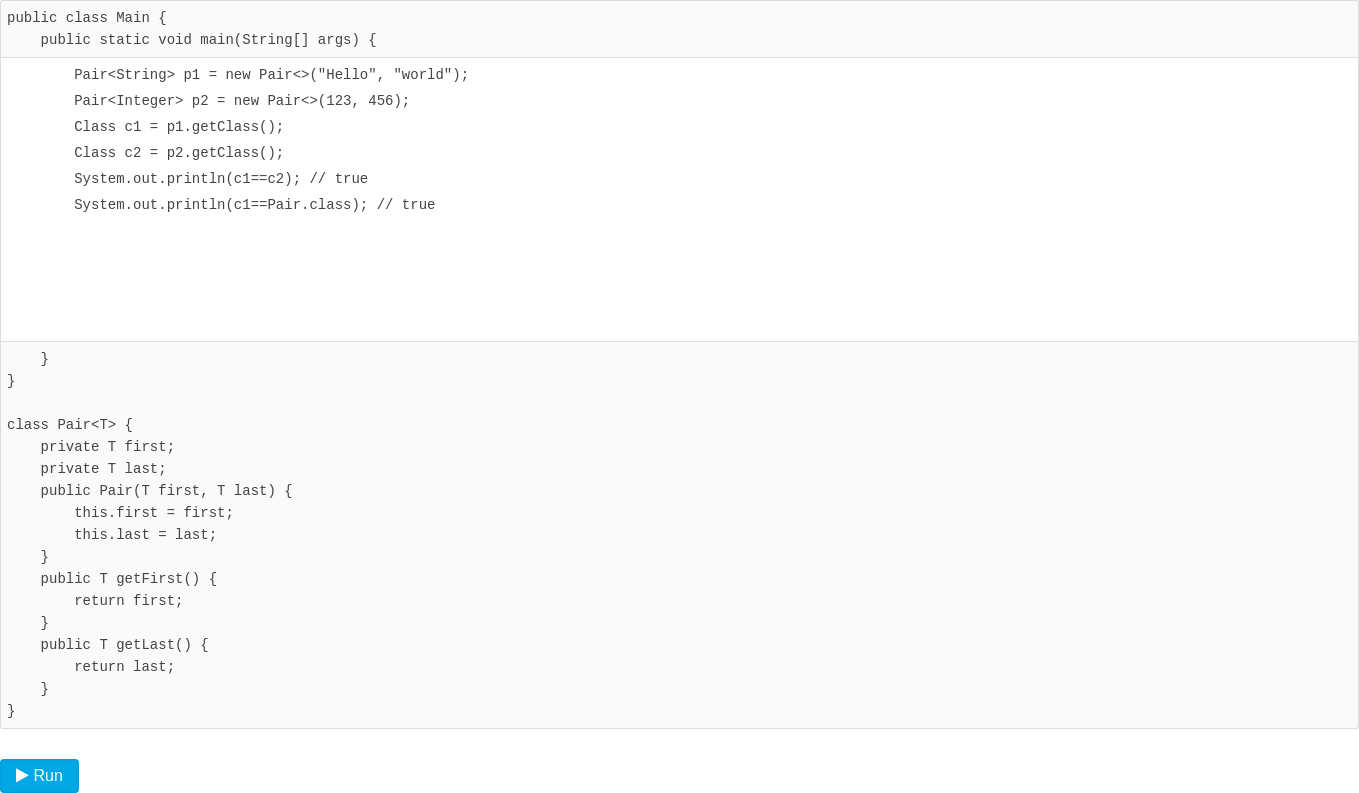 public class Main {
    public static void main(String[] args) {
        Pair<String> p1 = new Pair<>("Hello", "world");
        Pair<Integer> p2 = new Pair<>(123, 456);
        Class c1 = p1.getClass();
        Class c2 = p2.getClass();
        System.out.println(c1==c2); // true
        System.out.println(c1==Pair.class); // true
    }
}
class Pair<T> {
    private T first;
    private T last;
    public Pair(T first, T last) {
        this.first = first;
        this.last = last;
    }
    public T getFirst() {
        return first;
    }
    public T getLast() {
        return last;
    }
}
Run